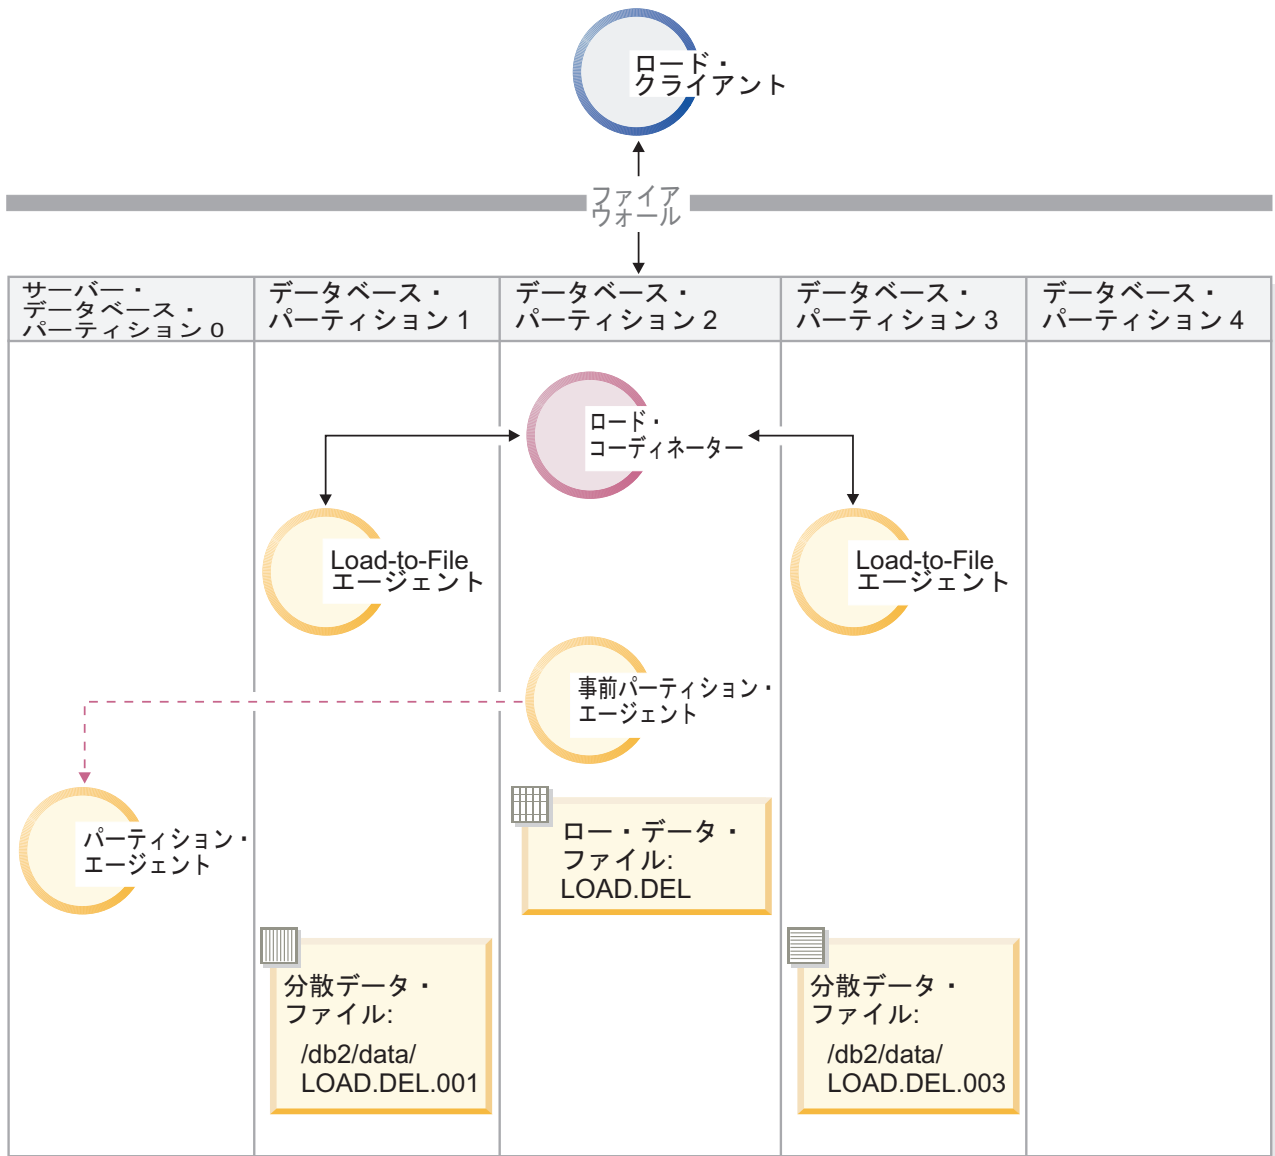 ロード・
クライアント
ファイア
ウォール
サーバー・
データベース・
パーティション 0
データベース・
パーティション 1
データベース・
パーティション 2
データベース・
パーティション 3
データベース・
パーティション 4
ロード・
コーディネーター
Load-to-File
エージェント
Load-to-File
エージェント
事前パーティション・
エージェント
パーティション・
エージェント
ロー・データ・
ファイル:
LOAD.DEL
分散データ・
ファイル:
/db2/data/
LOAD.DEL.001
分散データ・
ファイル:
/db2/data/
LOAD.DEL.003